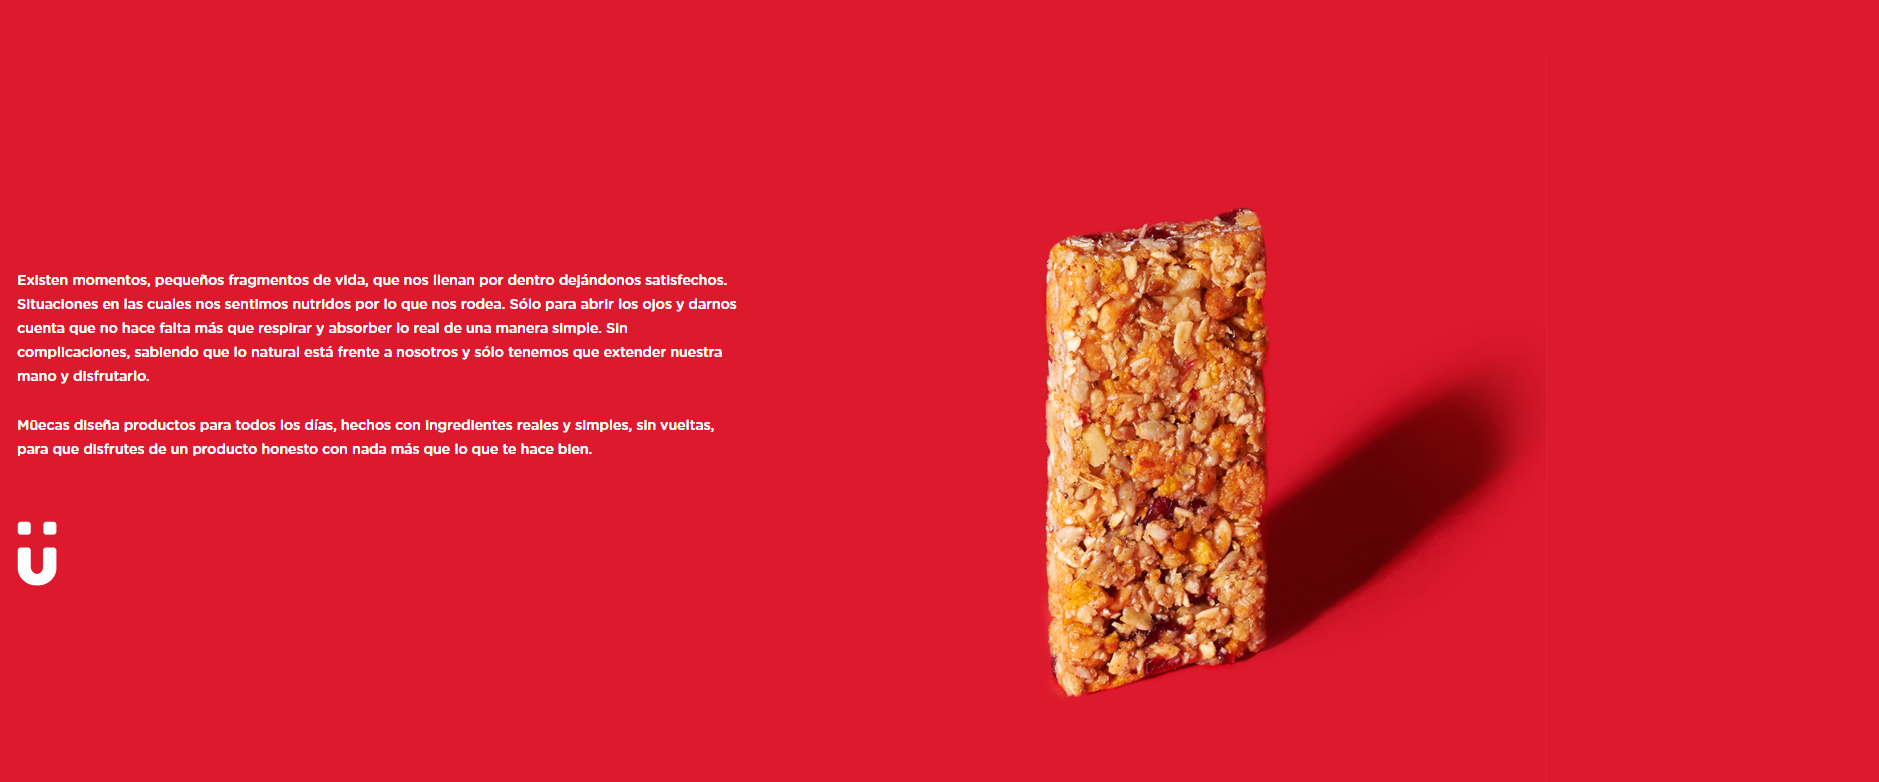 Existen momentos, pequeños fragmentos de vida, que nos llenan por dentro dejándonos satisfechos.
Situaciones en las cuales nos sentimos nutridos por lo que nos rodea. Sólo para abrir los ojos y darnos
cuenta que no hace falta más que respirar y absorber lo real de una manera simple. Sin
complicaciones, sabiendo que lo natural está frente a nosotros y sólo tenemos que extender nuestra
mano y disfrutarlo.
Müecas diseña productos para todos los días, hechos con ingredientes reales y simples, sin vueltas,
para que disfrutes de un producto honesto con nada más que lo que te hace bien.
ü